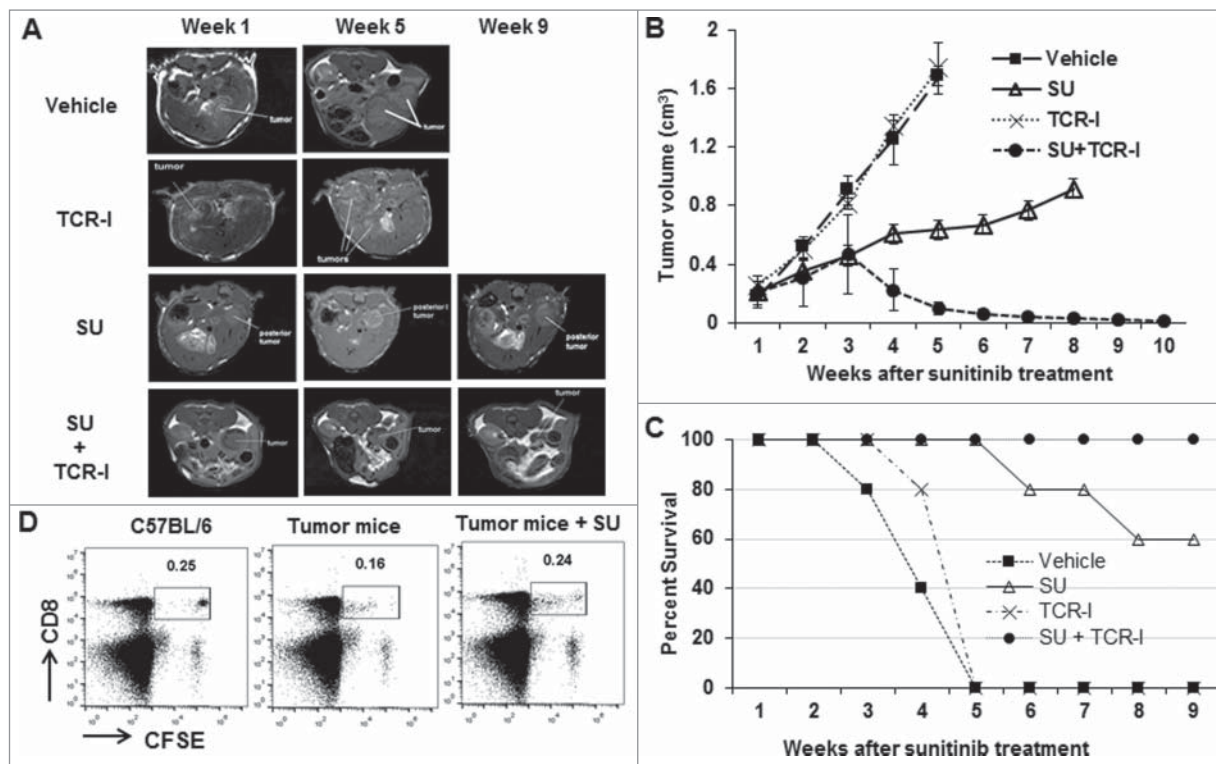 A
Week 1 Week 5 Week 9
Vehicle
tumor
tumor
TCR-I
tumor
tumors
SU
posterior
tumor
posterior l
tumor
posterior
tumor
SU
+
TCR-I
tumor
tumor
tumor
B
Tumor volume (cm³)
2
1.6
1.2
0.8
0.4
0
1 2 3 4 5 6 7 8 9 10
Weeks after sunitinib treatment
Vehicle
SU
TCR-I
SU+TCR-I
C
Percent Survival
100
80
60
40
20
0
1 2 3 4 5 6 7 8 9
Weeks after sunitinib treatment
Vehicle
SU
TCR-I
SU + TCR-I
D
C57BL/6 Tumor mice Tumor mice + SU
0.25 0.16 0.24
CD8
CFSE